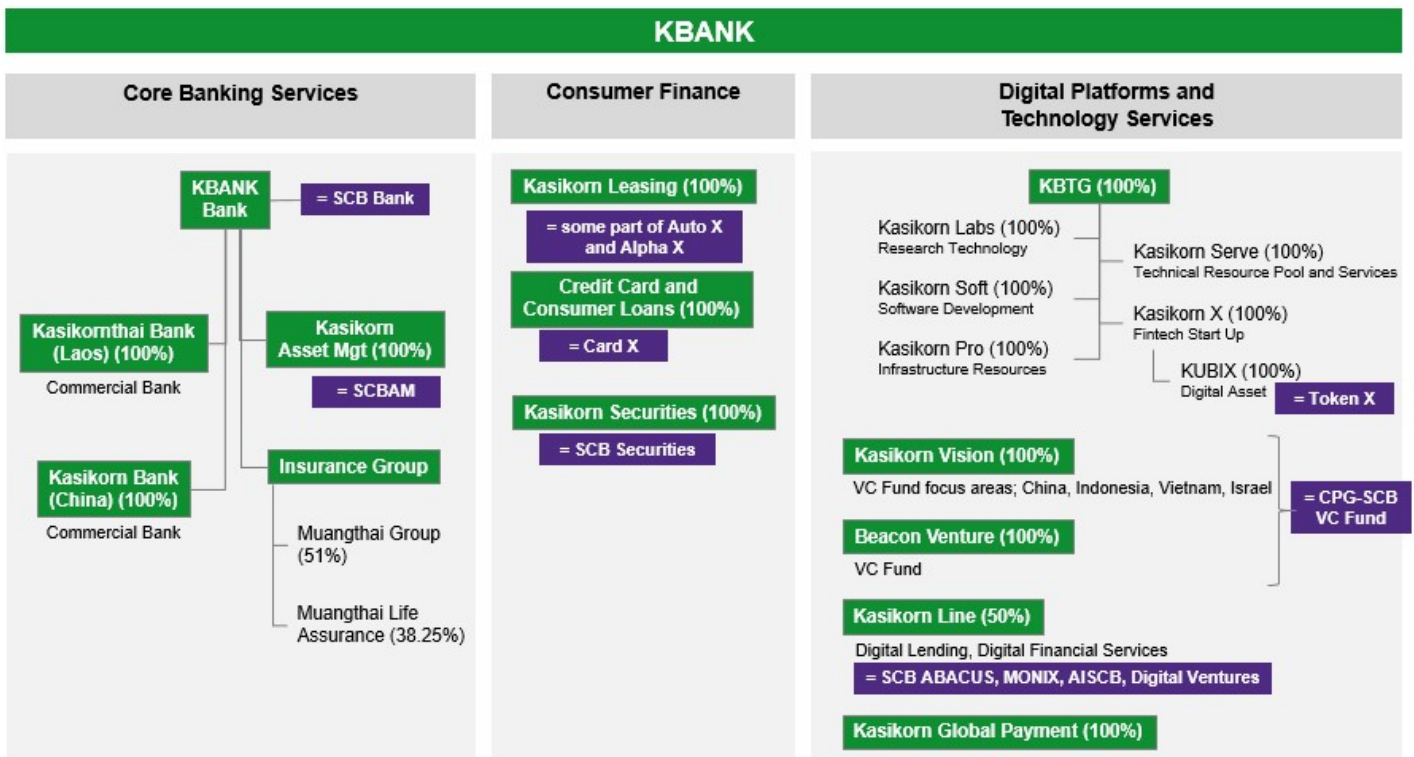 KBANK
Core Banking Services
KBANK
Bank
= SCB Bank
Kasikornthai Bank
(Laos) (100%)
Commercial Bank
Kasikorn
Asset Mgt (100%)
= SCBAM
Kasikorn Bank
(China) (100%)
Commercial Bank
Insurance Group
Muangthai Group
(51%)
Muangthai Life
Assurance (38.25%)
Consumer Finance
Kasikorn Leasing (100%)
= some part of Auto X
and Alpha X
Credit Card and
Consumer Loans (100%)
= Card X
Kasikorn Securities (100%)
= SCB Securities
Digital Platforms and
Technology Services
KBTG (100%)
Kasikorn Labs (100%)
Research Technology
Kasikorn Serve (100%)
Technical Resource Pool and Services
Kasikorn Soft (100%)
Software Development
Kasikorn X (100%)
Fintech Start Up
Kasikorn Pro (100%)
Infrastructure Resources
KUBIX (100%)
Digital Asset
= Token X
Kasikorn Vision (100%)
VC Fund focus areas; China, Indonesia, Vietnam, Israel
= CPG-SCB
VC Fund
Beacon Venture (100%)
VC Fund
Kasikorn Line (50%)
Digital Lending, Digital Financial Services
= SCB ABACUS, MONIX, AISCB, Digital Ventures
Kasikorn Global Payment (100%)